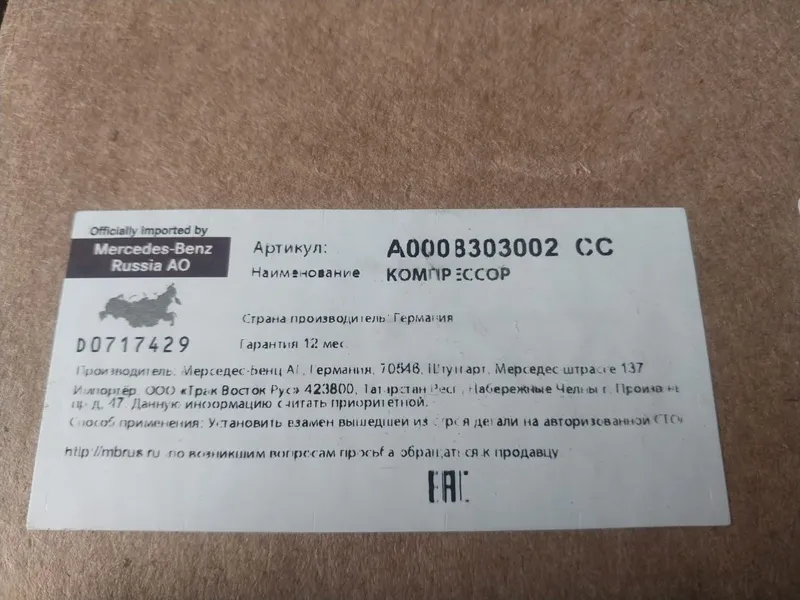 Officially imported by
Mercedes-Benz
Russia AO
Артикул: A0008303002 CC
Наименование КОМПРЕССОР
Страна производитель: Германия
D0717429 Гарантия 12 мес.
Производитель: Мерседес-Бенц АГ, Германия, 70546, Штутгарт, Мерседес штрассе 137
Импортёр: ООО «Трак Восток Рус» 423800, Татарстан Респ, Набережные Челны г,
пр-д, 47. Данную информацию считать приоритетной.
Способ применения: Установить взамен вышедшей из строя детали на авторизованной СТО
http://mbrus.ru по возникшим вопросам просьба обращаться к продавцу
EAC